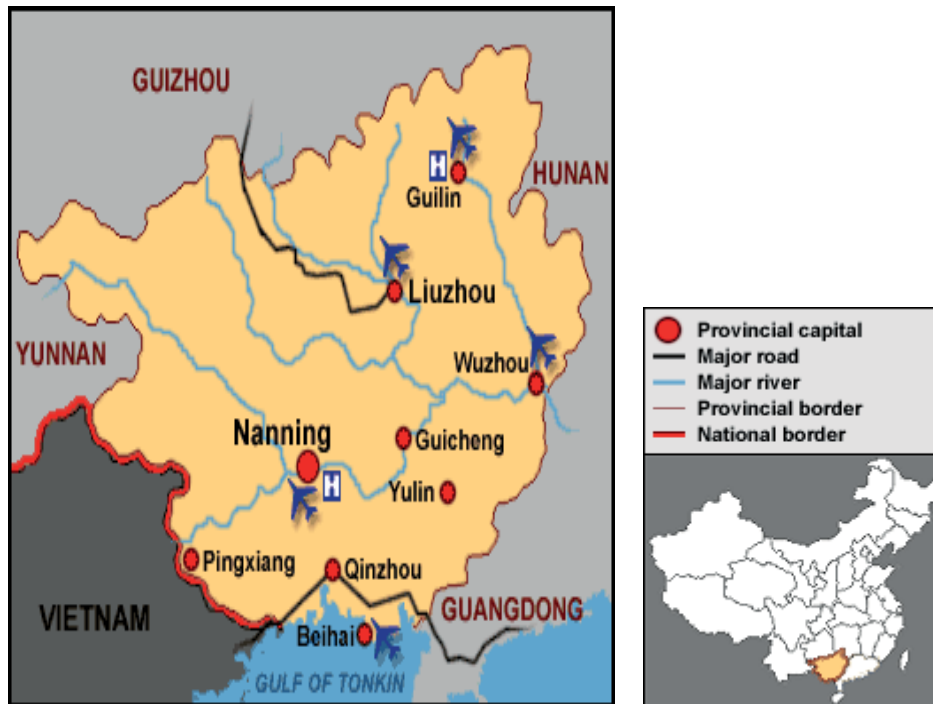 GUIZHOU
HUNAN
H
Guilin
Liuzhou
YUNNAN
Wuzhou
Nanning
Guicheng
H
Yulin
Pingxiang
Qinzhou
VIETNAM
GUANGDONG
Beihai
GULF OF TONKIN
Provincial capital
Major road
Major river
Provincial border
National border